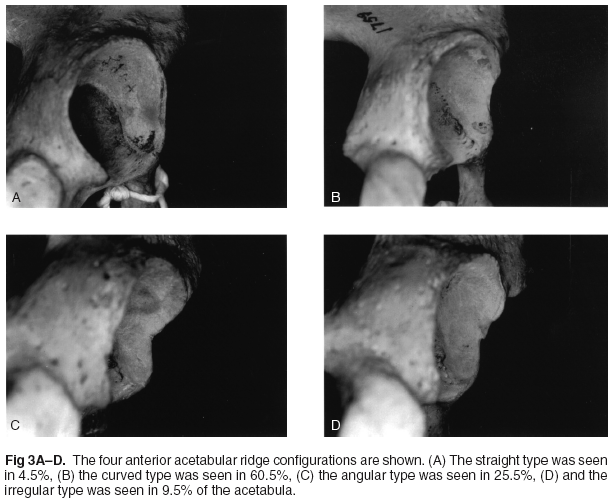 A
1759
B
C
D
Fig 3A–D. The four anterior acetabular ridge configurations are shown. (A) The straight type was seen
in 4.5%, (B) the curved type was seen in 60.5%, (C) the angular type was seen in 25.5%, (D) and the
irregular type was seen in 9.5% of the acetabula.